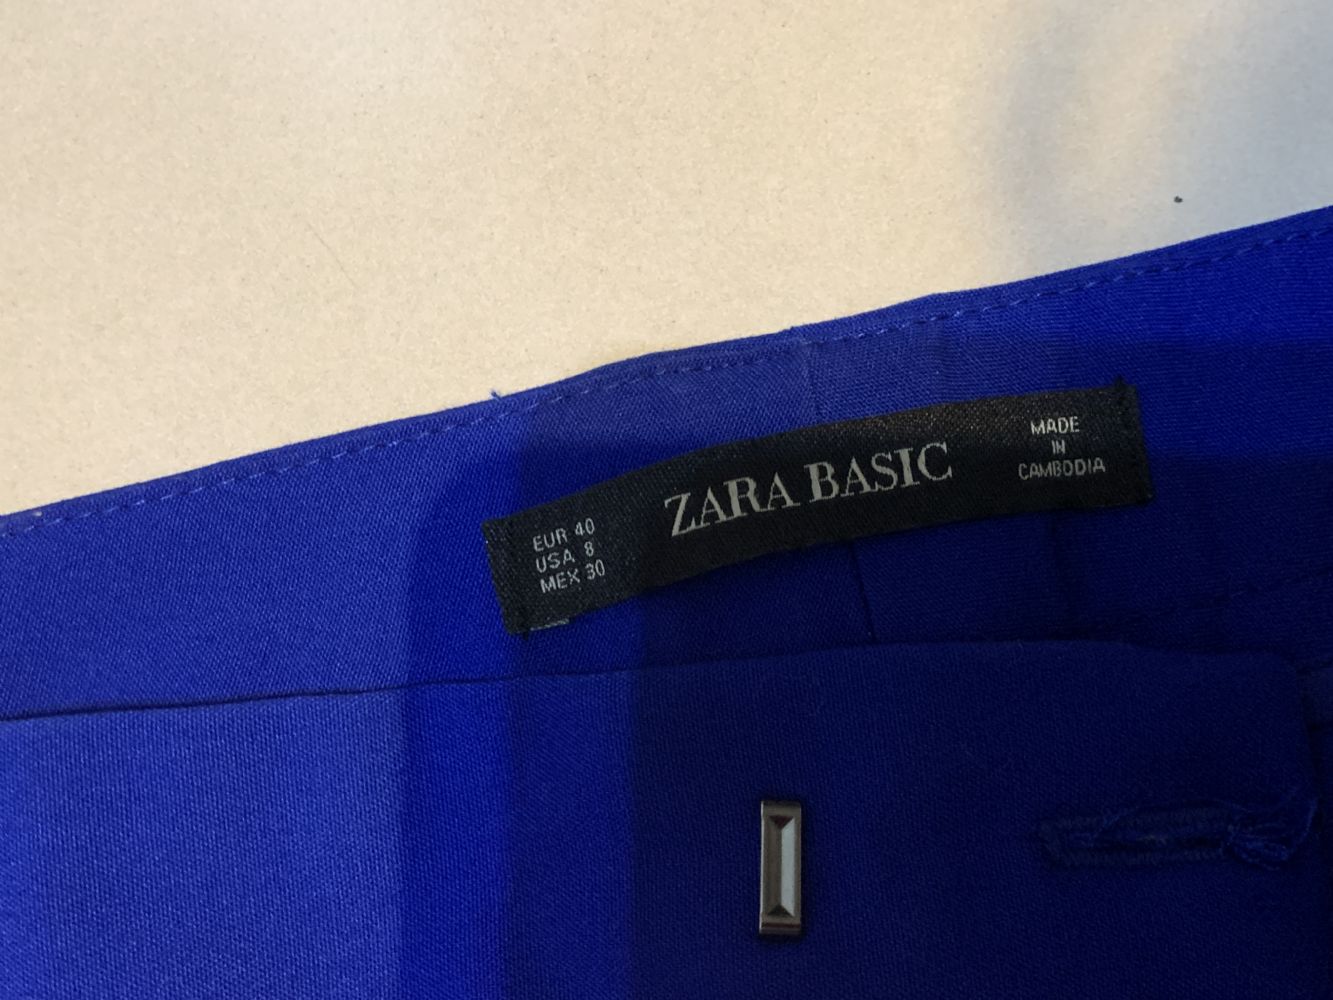 EUR 40
USA 8
MEX 30
ZARA BASIC
MADE
IN
CAMBODIA